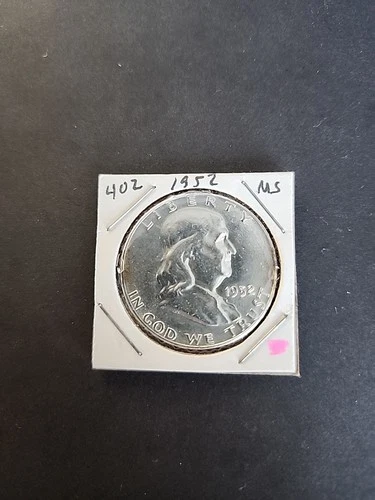 402 1952 MS
LIBERTY
1952
IN GOD WE TRUST